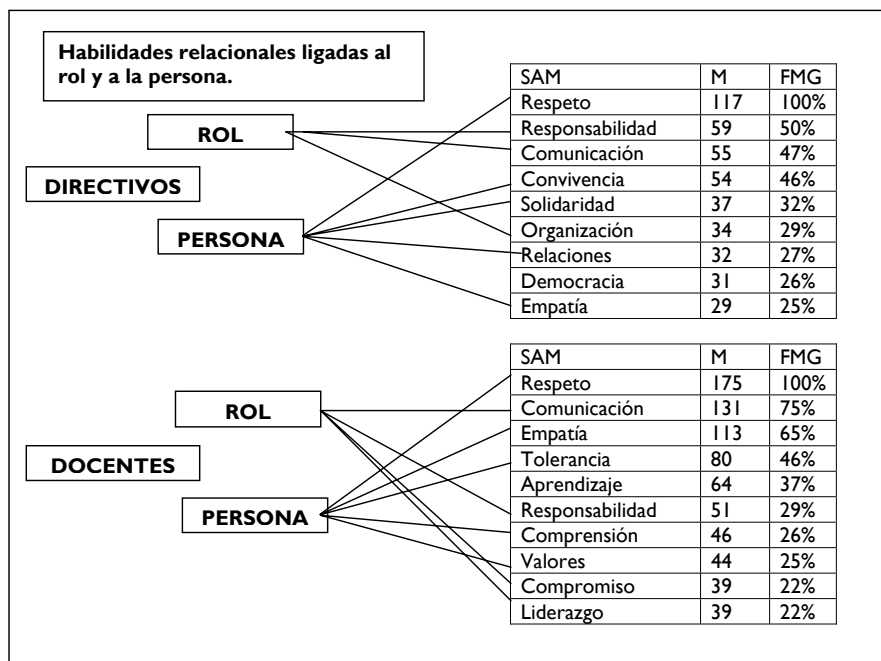 Habilidades relacionales ligadas al
rol y a la persona.
ROL
DIRECTIVOS
PERSONA
SAM M FMG
Respeto 117 100%
Responsabilidad 59 50%
Comunicación 55 47%
Convivencia 54 46%
Solidaridad 37 32%
Organización 34 29%
Relaciones 32 27%
Democracia 31 26%
Empatía 29 25%
ROL
DOCENTES
PERSONA
SAM M FMG
Respeto 175 100%
Comunicación 131 75%
Empatía 113 65%
Tolerancia 80 46%
Aprendizaje 64 37%
Responsabilidad 51 29%
Comprensión 46 26%
Valores 44 25%
Compromiso 39 22%
Liderazgo 39 22%